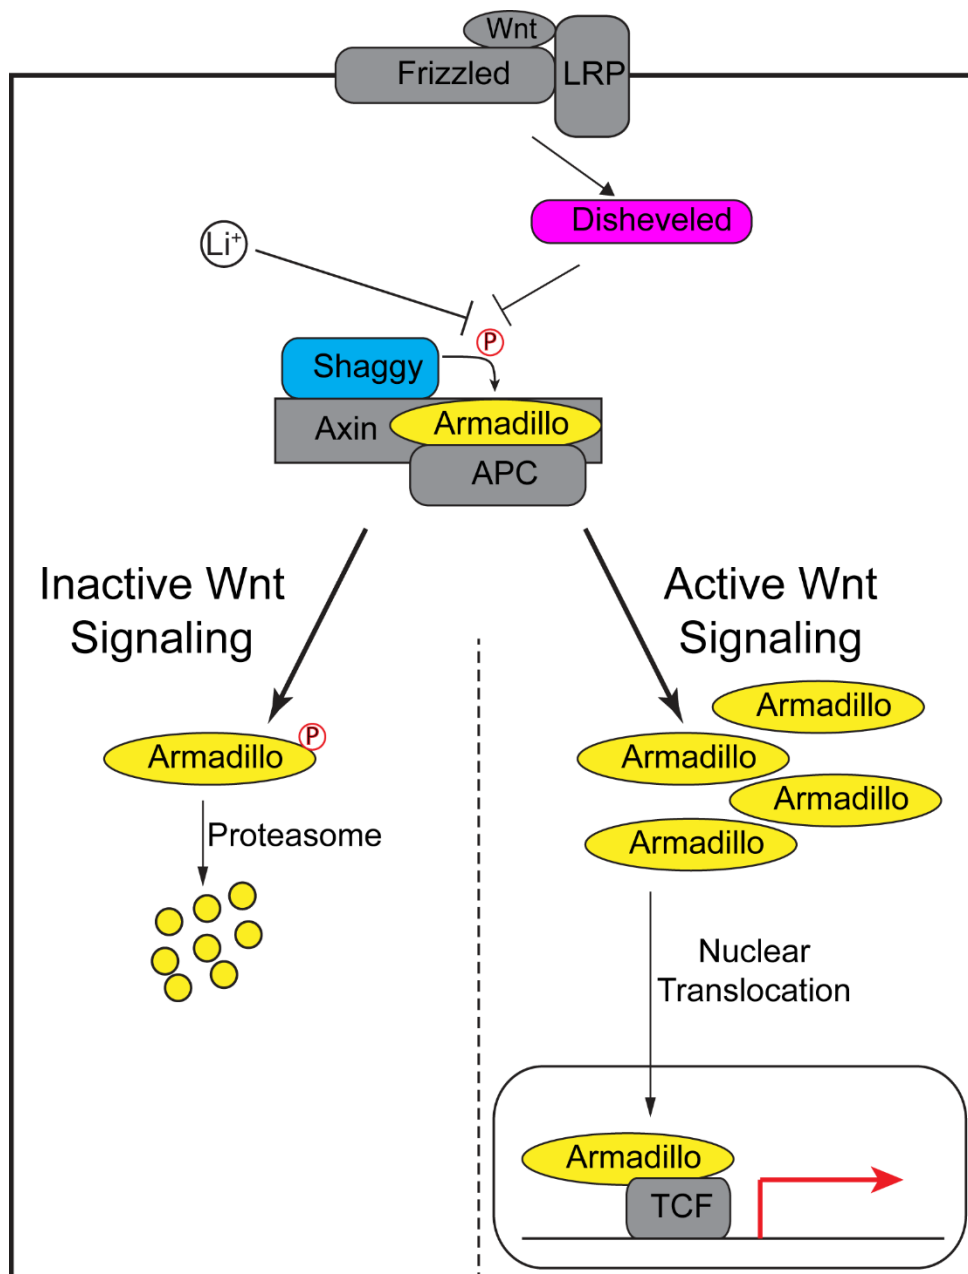 Wnt
Frizzled
LRP
Disheveled
Li⁺
P
Shaggy
Axin
Armadillo
APC
Inactive Wnt
Signaling
Active Wnt
Signaling
Armadillo
P
Proteasome
Armadillo
Armadillo
Armadillo
Armadillo
Nuclear
Translocation
Armadillo
TCF